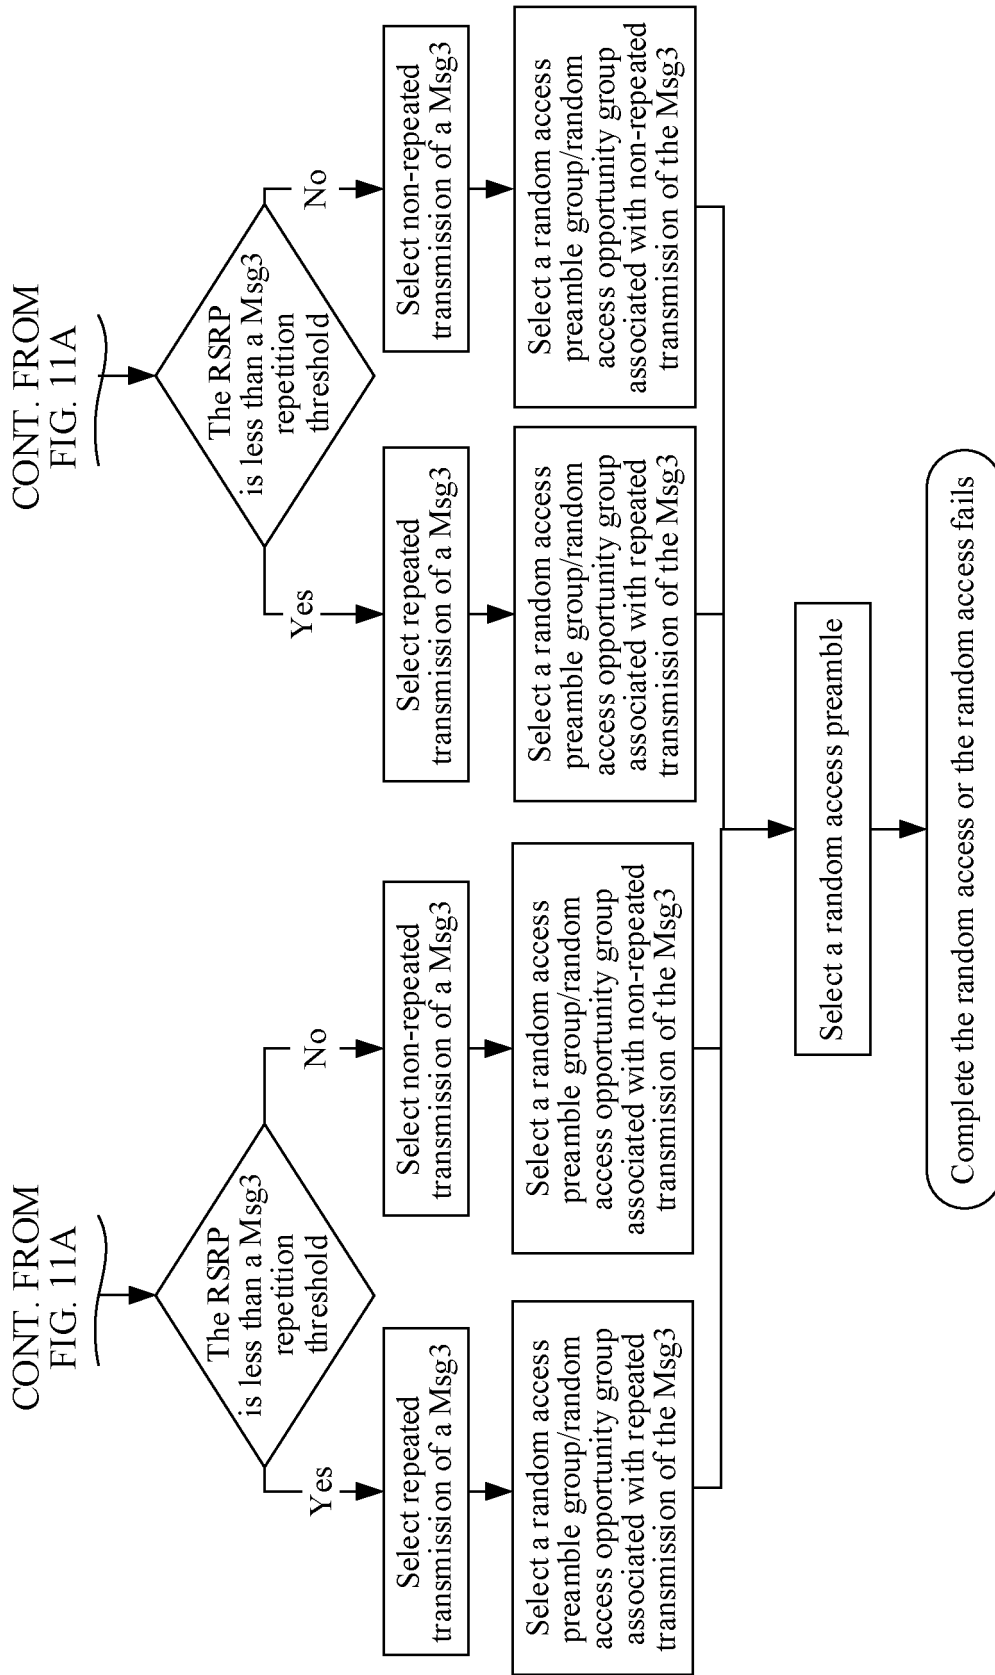 CONT. FROM
FIG. 11A
The RSRP
is less than a Msg3
repetition
threshold
Yes
No
Select repeated
transmission of a Msg3
Select non-repeated
transmission of a Msg3
Select a random access
preamble group/random
access opportunity group
associated with repeated
transmission of the Msg3
Select a random access
preamble group/random
access opportunity group
associated with non-repeated
transmission of the Msg3
CONT. FROM
FIG. 11A
The RSRP
is less than a Msg3
repetition
threshold
Yes
No
Select repeated
transmission of a Msg3
Select non-repeated
transmission of a Msg3
Select a random access
preamble group/random
access opportunity group
associated with repeated
transmission of the Msg3
Select a random access
preamble group/random
access opportunity group
associated with non-repeated
transmission of the Msg3
Select a random access preamble
Complete the random access or the random access fails